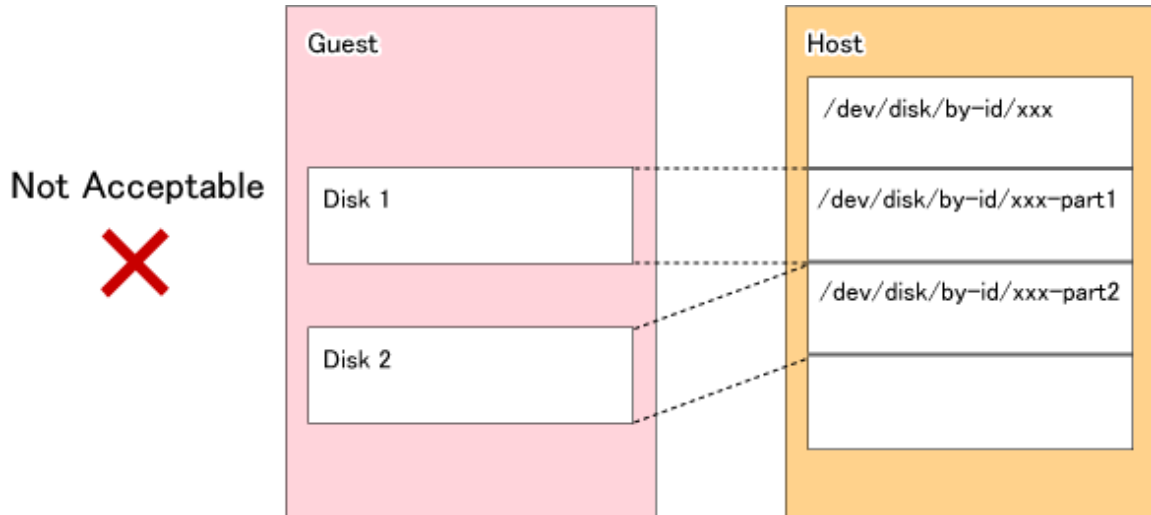 Guest
Host
/dev/disk/by-id/xxx
Not Acceptable
Disk 1
/dev/disk/by-id/xxx-part1
/dev/disk/by-id/xxx-part2
Disk 2